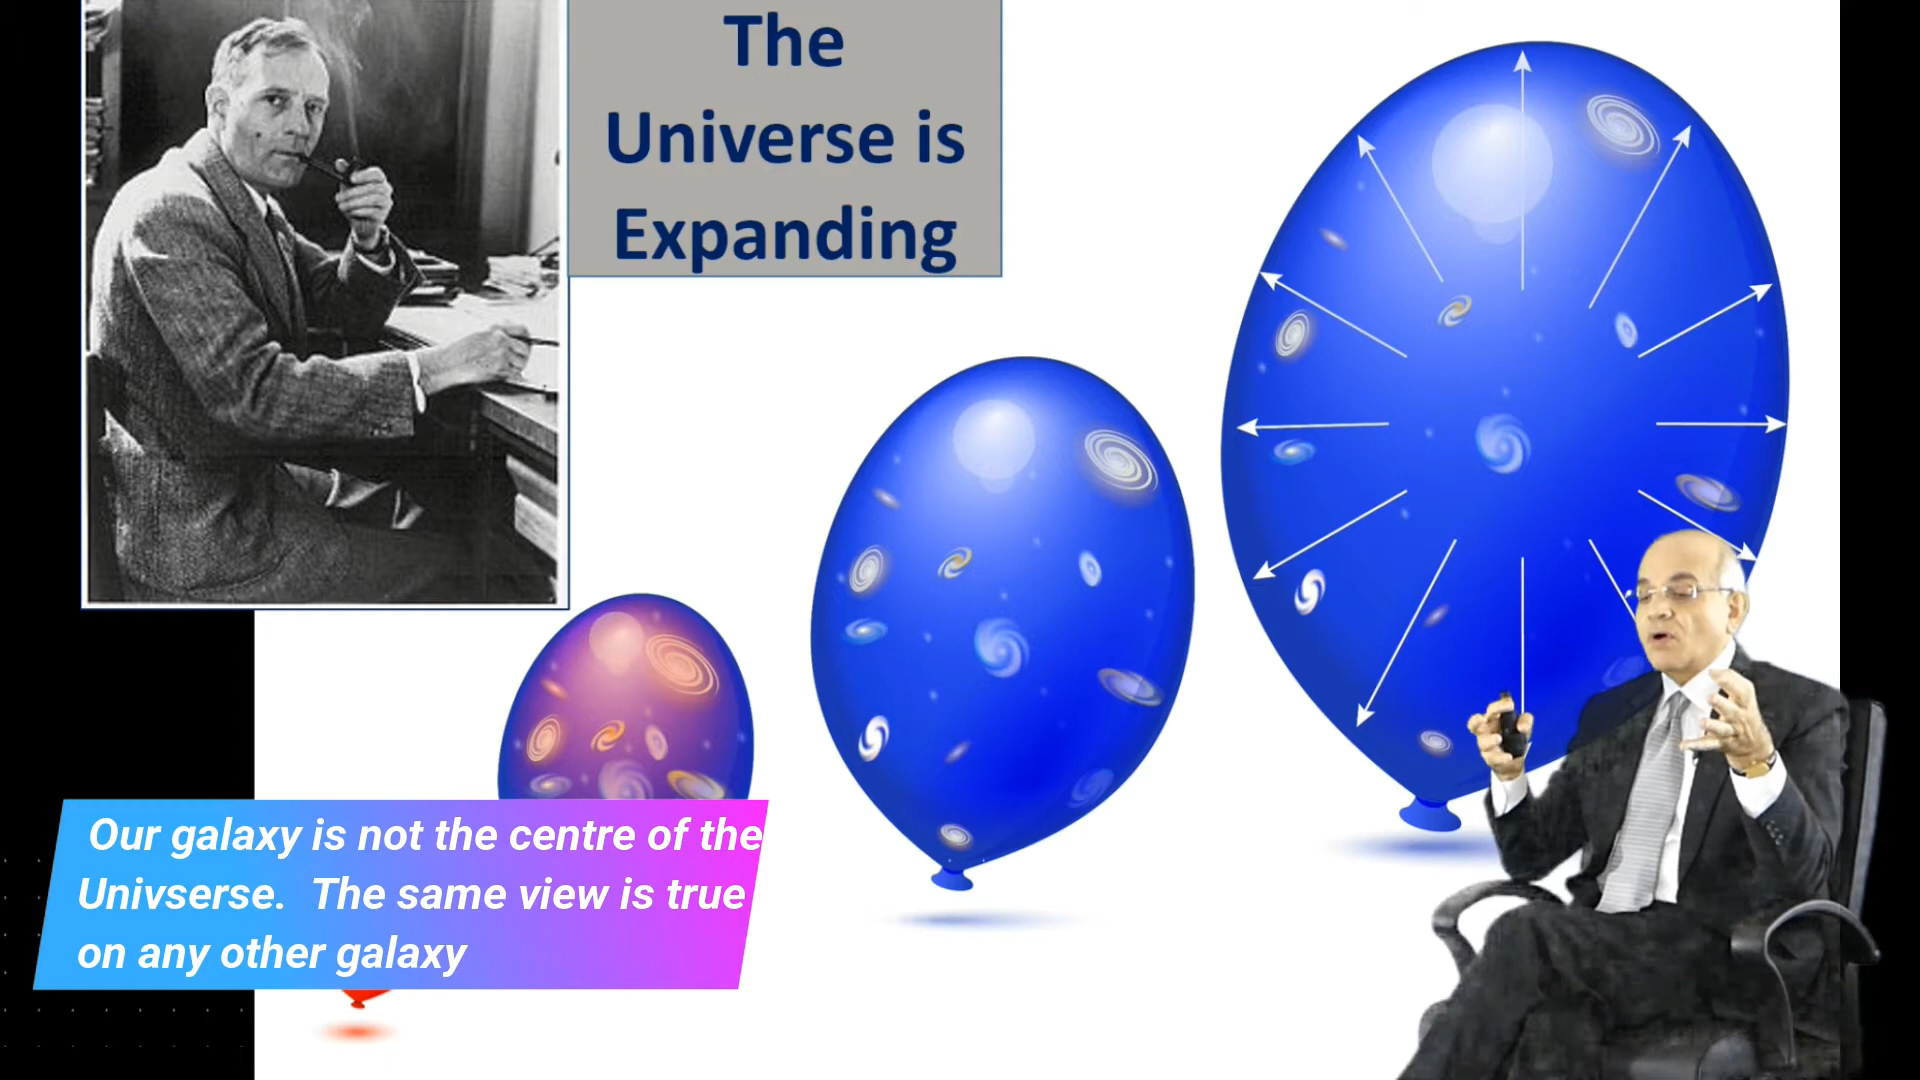 The
Universe is
Expanding
Our galaxy is not the centre of the
Univserse.  The same view is true
on any other galaxy